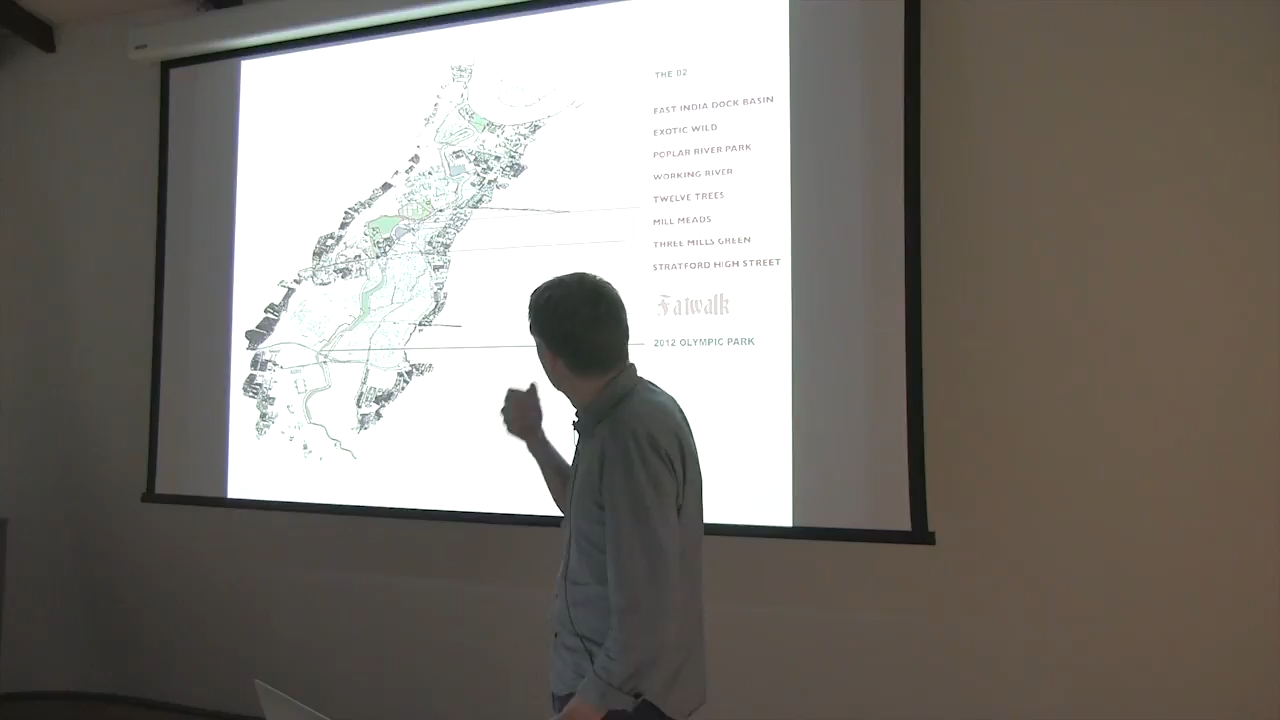 THE O2
EAST INDIA DOCK BASIN
EXOTIC WILD
POPLAR RIVER PARK
WORKING RIVER
TWELVE TREES
MILL MEADS
THREE MILLS GREEN
STRATFORD HIGH STREET
Fatwalk
2012 OLYMPIC PARK